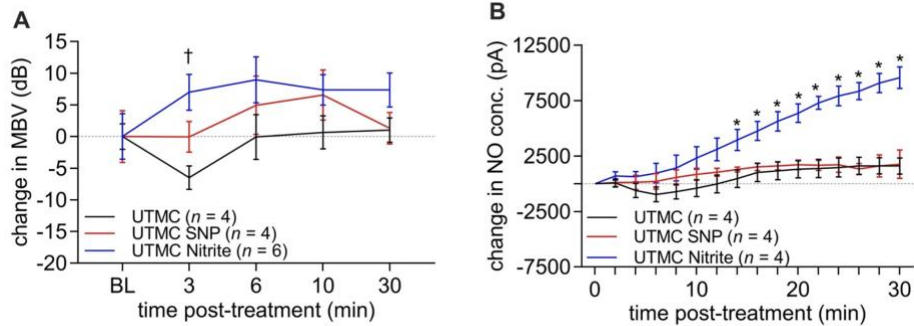 A
change in MBV (dB)
15
10
5
0
-5
-10
-15
-20
†
UTMC (n = 4)
UTMC SNP (n = 4)
UTMC Nitrite (n = 6)
BL 3 6 10 30
time post-treatment (min)
B
change in NO conc. (pA)
12500
7500
2500
-2500
-7500
* * * * * * * * *
UTMC (n = 4)
UTMC SNP (n = 4)
UTMC Nitrite (n = 4)
0 10 20 30
time post-treatment (min)